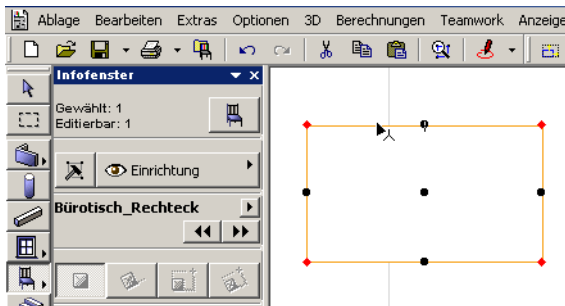 Ablage Bearbeiten Extras Optionen 3D Berechnungen Teamwork Anzeige
Infofenster
Gewählt: 1
Editierbar: 1
Einrichtung
Bürotisch_Rechteck